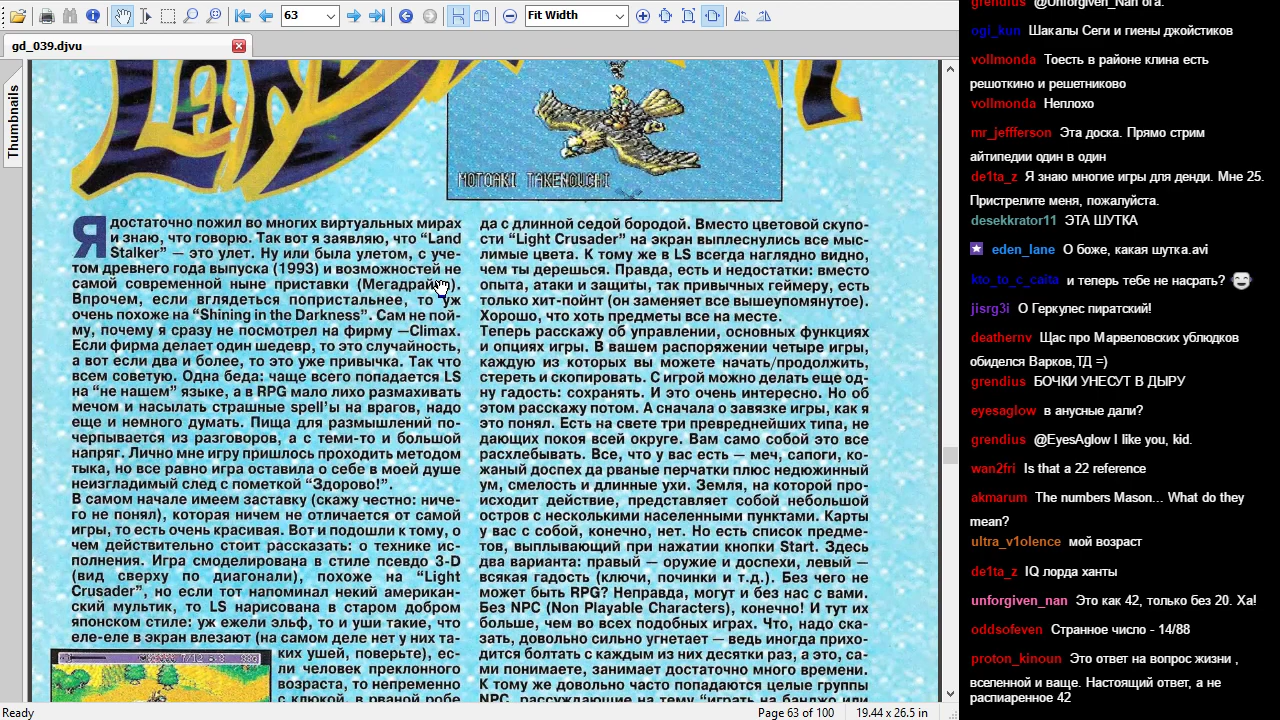 63
Fit Width
gd_039.djvu
Thumbnails
MOTOAKI TAKENOUCHI
Я достаточно пожил во многих виртуальных мирах
и знаю, что говорю. Так вот я заявляю, что “Land
Stalker” — это улет. Ну или была улетом, с уче-
том древнего года выпуска (1993) и возможностей не
самой современной ныне приставки (Мегадрайв).
Впрочем, если вглядеться попристальнее, то уж
очень похоже на “Shining in the Darkness”. Сам не пой-
му, почему я сразу не посмотрел на фирму —Climax.
Если фирма делает один шедевр, то это случайность,
а вот если два и более, то это уже привычка. Так что
всем советую. Одна беда: чаще всего попадается LS
на “не нашем” языке, а в RPG мало лихо размахивать
мечом и насылать страшные spell’ы на врагов, надо
еще и немного думать. Пища для размышлений по-
черпывается из разговоров, а с теми-то и большой
напряг. Лично мне игру пришлось проходить методом
тыка, но все равно игра оставила о себе в моей душе
неизгладимый след с пометкой “Здорово!”.
В самом начале имеем заставку (скажу честно: ниче-
го не понял), которая ничем не отличается от самой
игры, то есть очень красивая. Вот и подошли к тому, о
чем действительно стоит рассказать: о технике ис-
полнения. Игра смоделирована в стиле псевдо 3-D
(вид сверху по диагонали), похоже на “Light
Crusader”, но если тот напоминал некий американ-
ский мультик, то LS нарисована в старом добром
японском стиле: уж ежели эльф, то и уши такие, что
еле-еле в экран влезают (на самом деле нет у них та-
ких ушей, поверьте), ес-
ли человек преклонного
возраста, то непременно
с клюкой, в рваной робе
да с длинной седой бородой. Вместо цветовой скупо-
сти “Light Crusader” на экран выплеснулись все мыс-
лимые цвета. К тому же в LS всегда наглядно видно,
чем ты дерешься. Правда, есть и недостатки: вместо
опыта, атаки и защиты, так привычных геймеру, есть
только хит-пойнт (он заменяет все вышеупомянутое).
Хорошо, что хоть предметы все на месте.
Теперь расскажу об управлении, основных функциях
и опциях игры. В вашем распоряжении четыре игры,
каждую из которых вы можете начать/продолжить,
стереть и скопировать. С игрой можно делать еще од-
ну гадость: сохранять. И это очень интересно. Но об
этом расскажу потом. А сначала о завязке игры, как я
это понял. Есть на свете три превреднейших типа, не
дающих покоя всей округе. Вам само собой это все
расхлебывать. Все, что у вас есть — меч, сапоги, ко-
жаный доспех да рваные перчатки плюс недюжинный
ум, смелость и длинные ухи. Земля, на которой про-
исходит действие, представляет собой небольшой
остров с несколькими населенными пунктами. Карты
у вас с собой, конечно, нет. Но есть список предме-
тов, выплывающий при нажатии кнопки Start. Здесь
два варианта: правый — оружие и доспехи, левый —
всякая гадость (ключи, починки и т.д.). Без чего не
может быть RPG? Неправда, могут и без нас с вами.
Без NPC (Non Playable Characters), конечно! И тут их
больше, чем во всех подобных играх. Что, надо ска-
зать, довольно сильно угнетает — ведь иногда прихо-
дится болтать с каждым из них десятки раз, а это, са-
ми понимаете, занимает достаточно много времени.
К тому же довольно часто попадаются целые группы
NPC, рассуждающие на тему “играть на банджо или
Ready
Page 63 of 100
19.44 x 26.5 in
grendius @Unforgiven_Nan ога.
ogi_kun Шакалы Сеги и гиены джойстиков
vollmonda Тоесть в районе клина есть
решоткино и решетниково
vollmonda Неплохо
mr_jeffferson Эта доска. Прямо стрим
айтипедии один в один
de1ta_z Я знаю многие игры для денди. Мне 25.
Пристрелите меня, пожалуйста.
desekkrator11 ЭТА ШУТКА
eden_lane О боже, какая шутка.avi
kto_to_c_caita и теперь тебе не насрать?
jisrg3i О Геркулес пиратский!
deathernv Щас про Марвеловских ублюдков
обиделся Варков,ТД =)
grendius БОЧКИ УНЕСУТ В ДЫРУ
eyesaglow в анусные дали?
grendius @EyesAglow I like you, kid.
wan2fri Is that a 22 reference
akmarum The numbers Mason... What do they
mean?
ultra_v1olence мой возраст
de1ta_z IQ лорда ханты
unforgiven_nan Это как 42, только без 20. Ха!
oddsofeven Странное число - 14/88
proton_kinoun Это ответ на вопрос жизни ,
вселенной и ваще. Настоящий ответ, а не
распиаренное 42